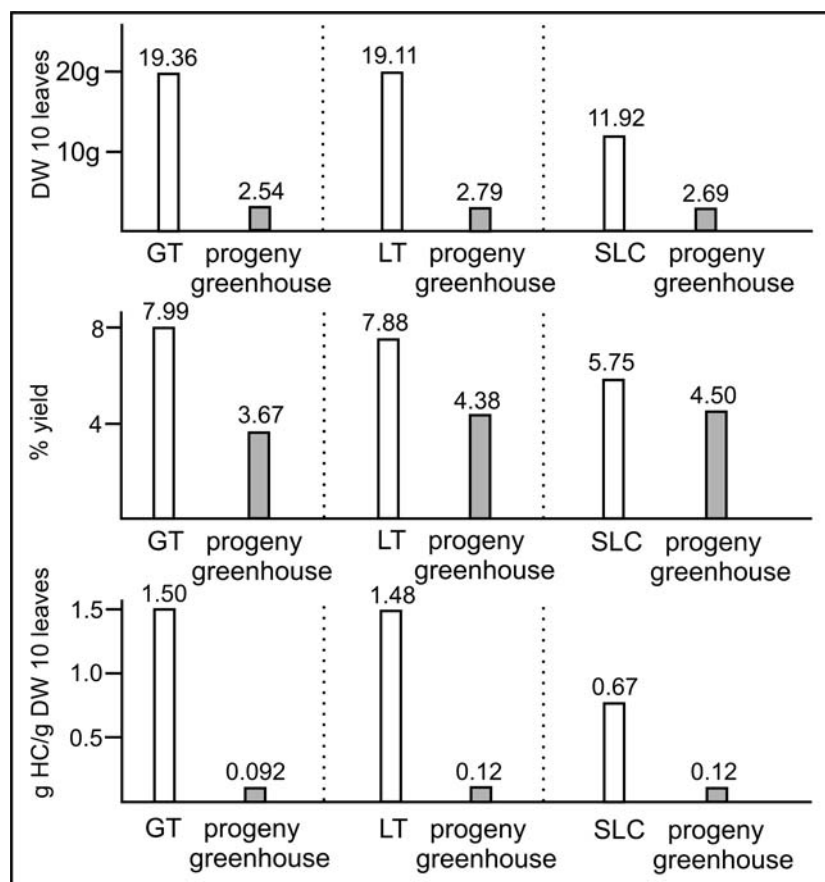 DW 10 leaves
20g
10g
19.36
2.54
19.11
2.79
11.92
2.69
GT progeny greenhouse
LT progeny greenhouse
SLC progeny greenhouse
% yield
8
4
7.99
3.67
7.88
4.38
5.75
4.50
GT progeny greenhouse
LT progeny greenhouse
SLC progeny greenhouse
g HC/g DW 10 leaves
1.5
1.0
0.5
1.50
0.092
1.48
0.12
0.67
0.12
GT progeny greenhouse
LT progeny greenhouse
SLC progeny greenhouse